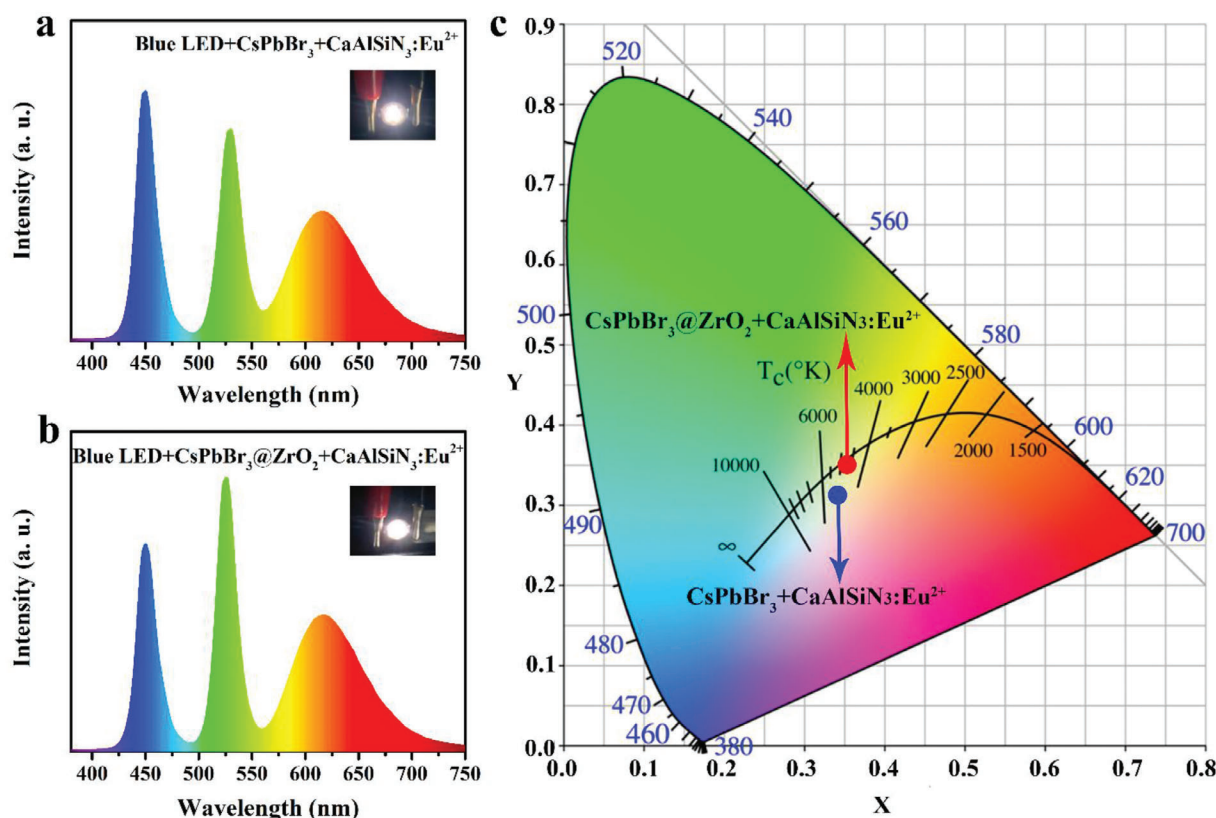 a
Blue LED+CsPbBr₃+CaAlSiN₃:Eu²⁺
Intensity (a. u.)
400 450 500 550 600 650 700 750
Wavelength (nm)
b
Blue LED+CsPbBr₃@ZrO₂+CaAlSiN₃:Eu²⁺
Intensity (a. u.)
400 450 500 550 600 650 700 750
Wavelength (nm)
c
0.9
0.8
0.7
0.6
0.5
Y
0.4
0.3
0.2
0.1
0.0
520
540
560
500
580
600
620
700
490
480
470
460
380
CsPbBr₃@ZrO₂+CaAlSiN3:Eu²⁺
T_C(°K)
4000
3000
2500
6000
2000
1500
10000
∞
CsPbBr₃+CaAlSiN3:Eu²⁺
0.0 0.1 0.2 0.3 0.4 0.5 0.6 0.7 0.8
X